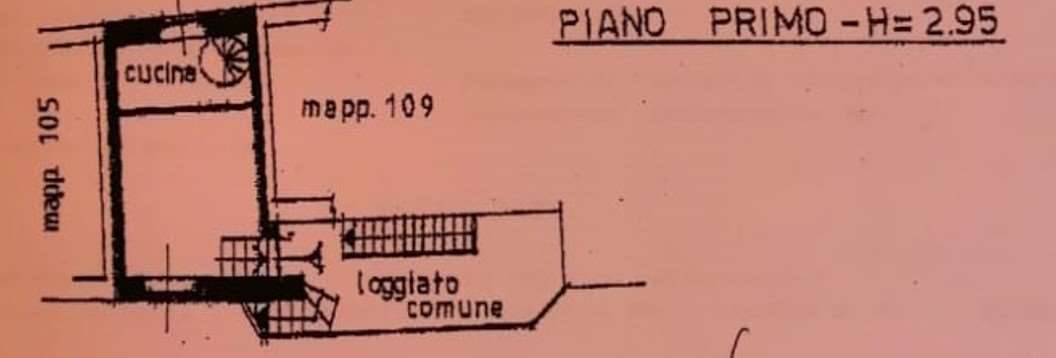 PIANO PRIMO - H= 2.95
cucina
mapp. 109
mapp. 105
loggiato
comune